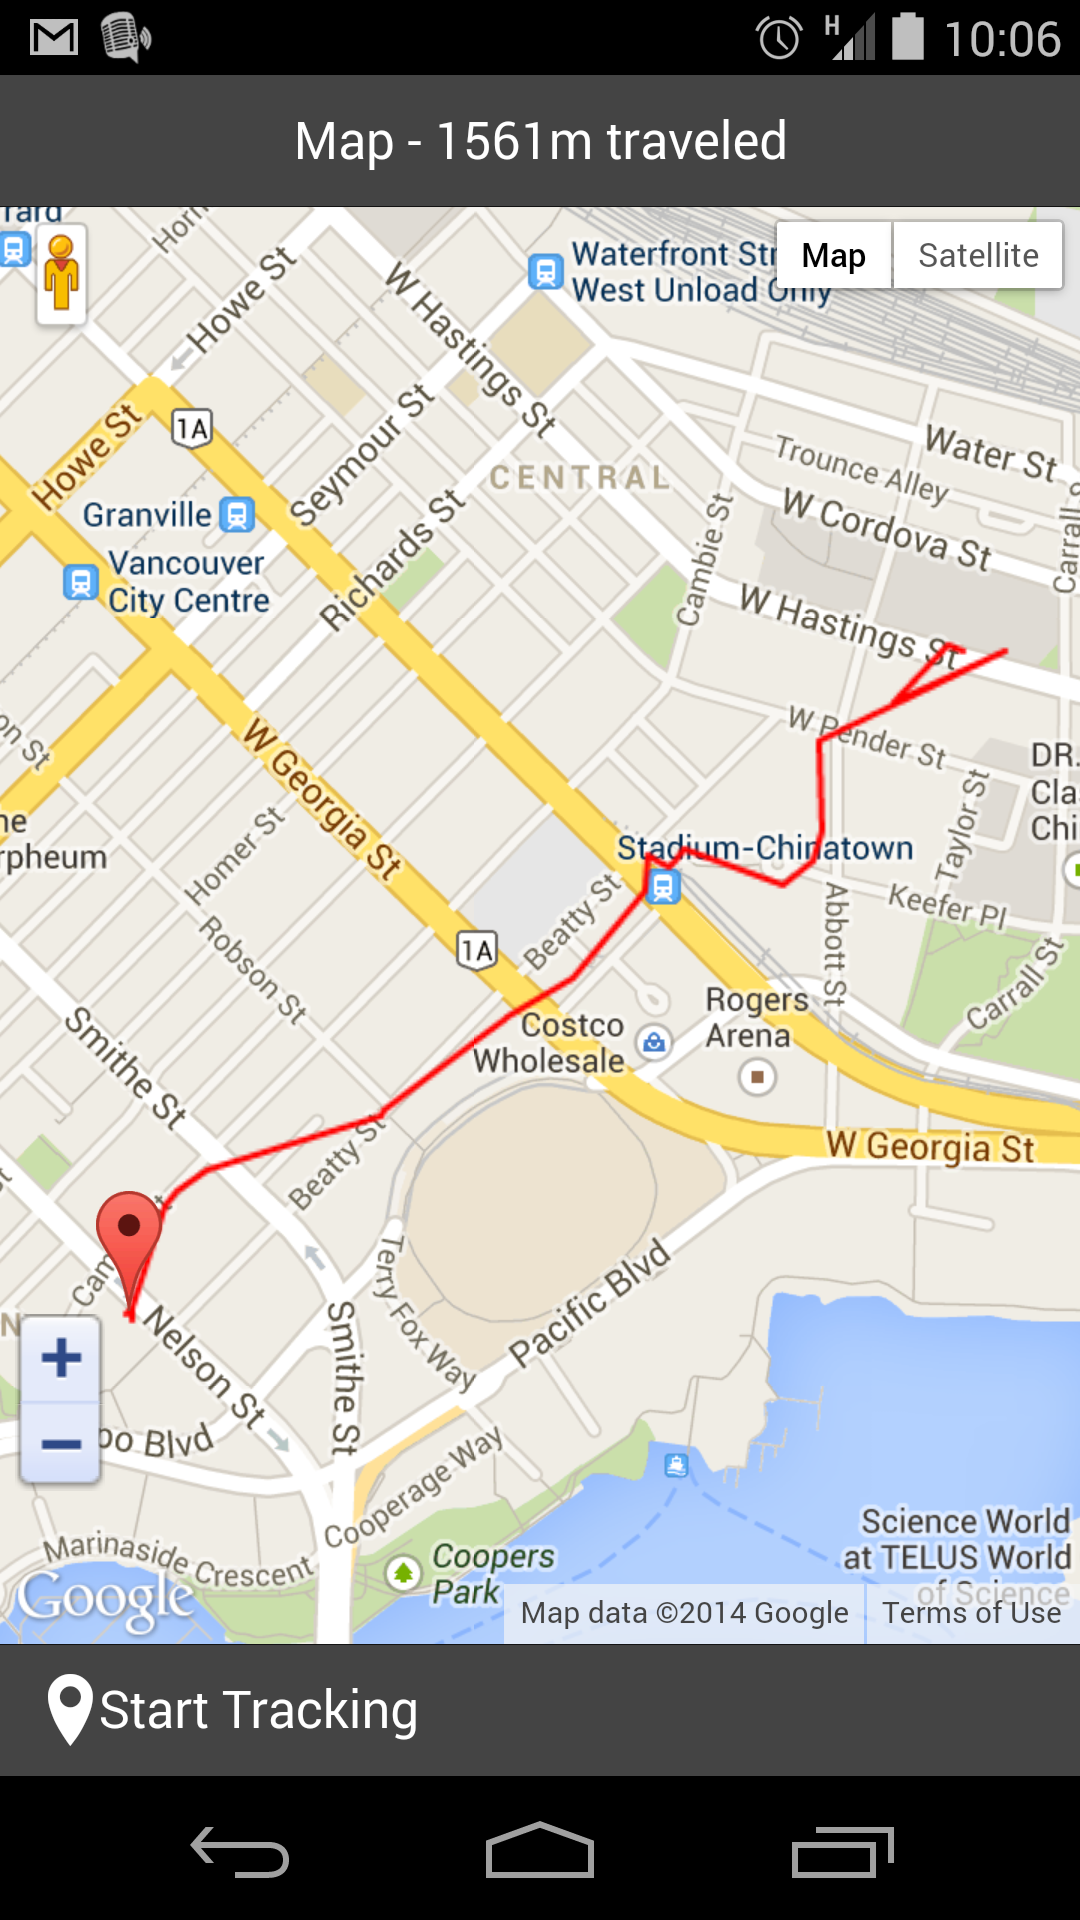 H
10:06
Map - 1561m traveled
Map
Satellite
Howe St
W Hastings St
Waterfront
West Unload Only
Howe St
1A
Seymour St
CENTRAL
Water St
Trounce Alley
W Cordova St
Granville
Richards St
Cambie St
Carrall
Vancouver
City Centre
W Hastings St
W Georgia St
W Pender St
Taylor St
DR.
Stadium-Chinatown
Homer St
Beatty St
Abbott St
Keefer Pl
Robson St
1A
Carrall St
Rogers
Arena
Costco
Wholesale
Smithe St
Beatty St
W Georgia St
Terry Fox Way
Pacific Blvd
Nelson St
Smithe St
+
−
Blvd
Cooperage Way
Marinaside Crescent
Coopers
Park
Science World
at TELUS World
of Science
Google
Map data ©2014 Google
Terms of Use
Start Tracking